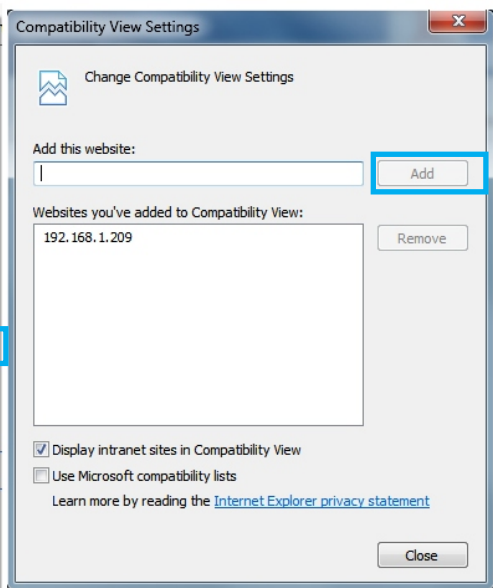 Compatibility View Settings
Change Compatibility View Settings
Add this website:
Add
Websites you've added to Compatibility View:
192.168.1.209
Remove
Display intranet sites in Compatibility View
Use Microsoft compatibility lists
Learn more by reading the Internet Explorer privacy statement
Close